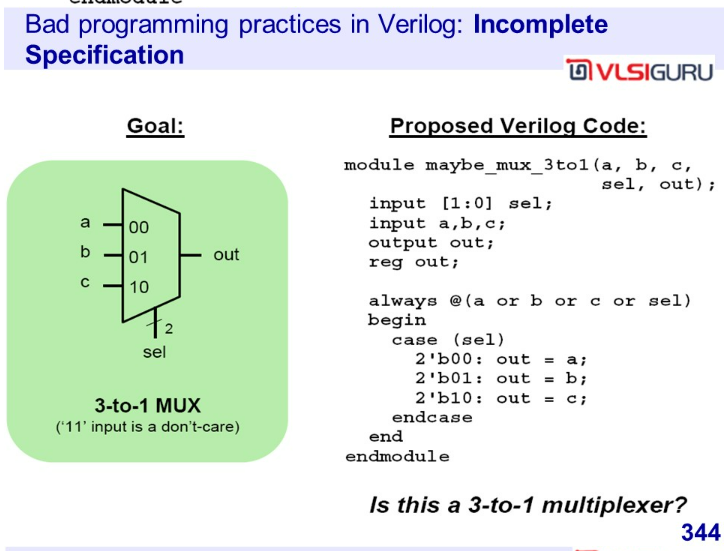 endmodule
Bad programming practices in Verilog: Incomplete
Specification
VLSIGURU
Goal:
a
b
c
00
01
10
out
2
sel
3-to-1 MUX
('11' input is a don't-care)
Proposed Verilog Code:
module maybe_mux_3to1(a, b, c,
sel, out);
input [1:0] sel;
input a,b,c;
output out;
reg out;
always @(a or b or c or sel)
begin
case (sel)
2'b00: out = a;
2'b01: out = b;
2'b10: out = c;
endcase
end
endmodule
Is this a 3-to-1 multiplexer?
344